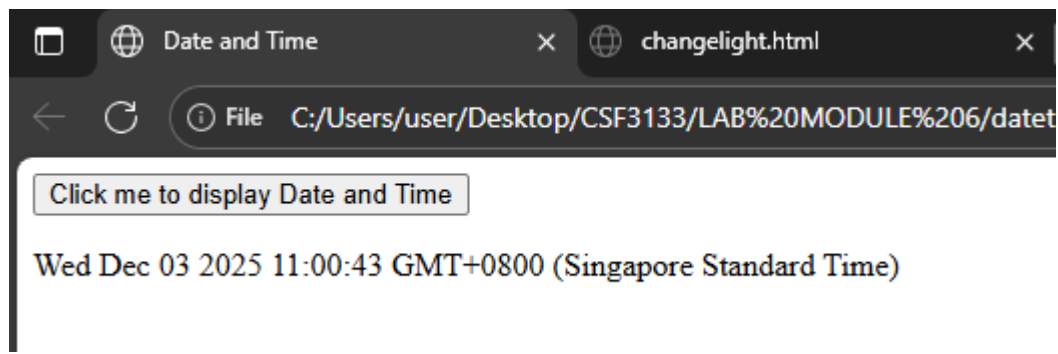 Date and Time
changelight.html
File C:/Users/user/Desktop/CSF3133/LAB%20MODULE%206/datet
Click me to display Date and Time
Wed Dec 03 2025 11:00:43 GMT+0800 (Singapore Standard Time)